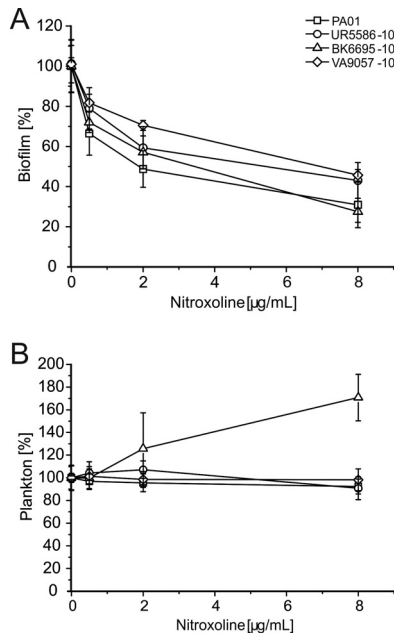 A
PA01
UR5586-10
BK6695-10
VA9057-10
120
100
80
60
40
20
0
Biofilm [%]
0 2 4 6 8
Nitroxoline[µg/mL]
B
200
180
160
140
120
100
80
60
40
20
0
Plankton [%]
0 2 4 6 8
Nitroxoline[µg/mL]